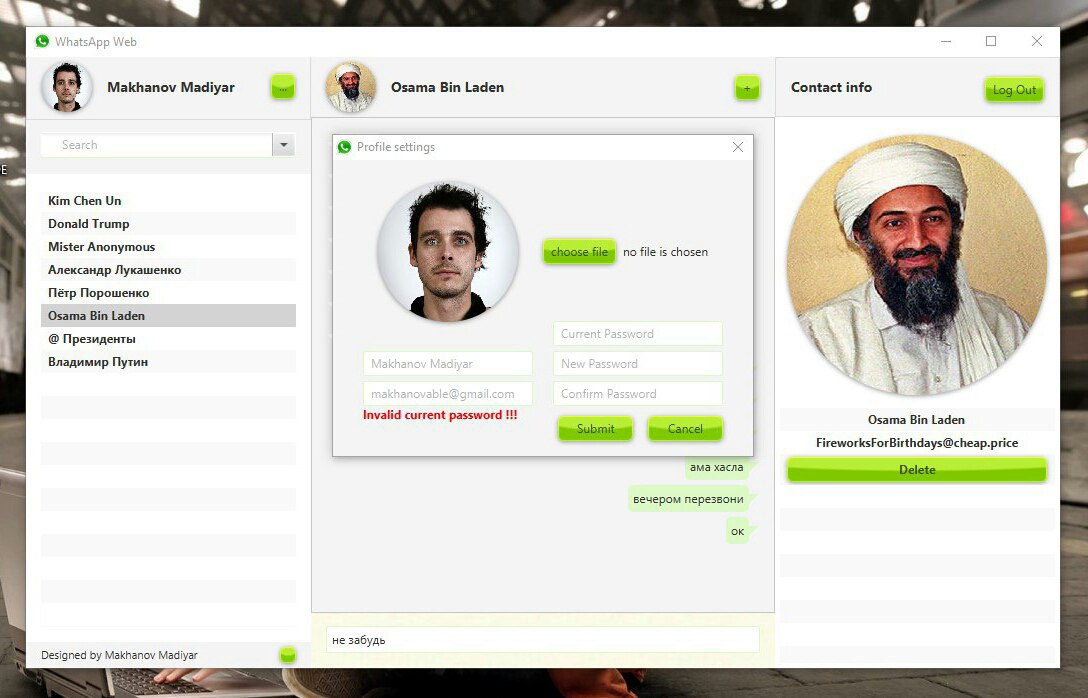 WhatsApp Web
Makhanov Madiyar
...
Osama Bin Laden
+
Contact info
Log Out
Search
Kim Chen Un
Donald Trump
Mister Anonymous
Александр Лукашенко
Пётр Порошенко
Osama Bin Laden
@ Президенты
Владимир Путин
Designed by Makhanov Madiyar
Profile settings
choose file
no file is chosen
Current Password
Makhanov Madiyar
New Password
makhanovable@gmail.com
Confirm Password
Invalid current password !!!
Submit
Cancel
ама хасла
вечером перезвони
ок
не забудь
Osama Bin Laden
FireworksForBirthdays@cheap.price
Delete
E